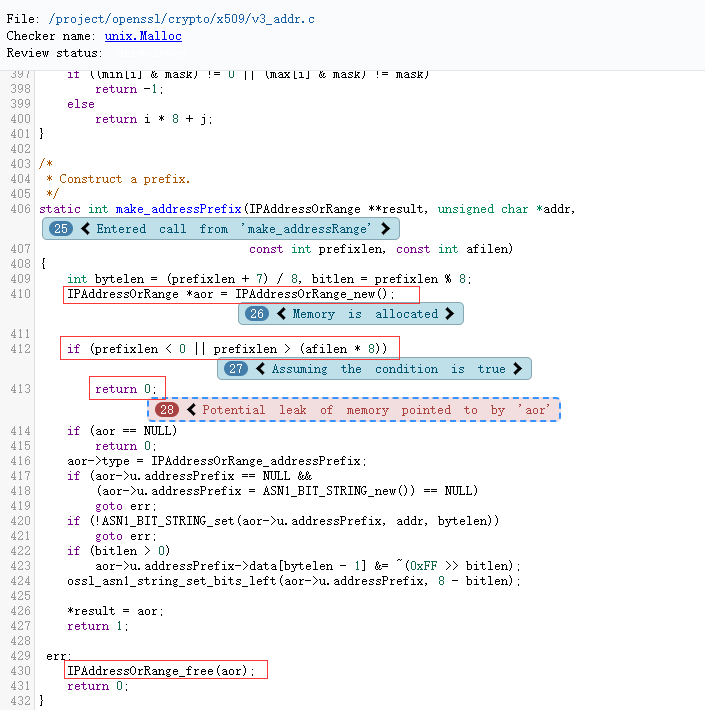 File: /project/openssl/crypto/x509/v3_addr.c
Checker name: unix.Malloc
Review status:
397 if ((min[i] & mask) != 0 || (max[i] & mask) != mask)
398 return -1;
399 else
400 return i * 8 + j;
401 }
402
403 /*
404 * Construct a prefix.
405 */
406 static int make_addressPrefix(IPAddressOrRange **result, unsigned char *addr,
25 Entered call from 'make_addressRange'
407 const int prefixlen, const int afilen)
408 {
409 int bytelen = (prefixlen + 7) / 8, bitlen = prefixlen % 8;
410 IPAddressOrRange *aor = IPAddressOrRange_new();
26 Memory is allocated
411
412 if (prefixlen < 0 || prefixlen > (afilen * 8))
27 Assuming the condition is true
413 return 0;
28 Potential leak of memory pointed to by 'aor'
414 if (aor == NULL)
415 return 0;
416 aor->type = IPAddressOrRange_addressPrefix;
417 if (aor->u.addressPrefix == NULL &&
418 (aor->u.addressPrefix = ASN1_BIT_STRING_new()) == NULL)
419 goto err;
420 if (!ASN1_BIT_STRING_set(aor->u.addressPrefix, addr, bytelen))
421 goto err;
422 if (bitlen > 0)
423 aor->u.addressPrefix->data[bytelen - 1] &= ~(0xFF >> bitlen);
424 ossl_asn1_string_set_bits_left(aor->u.addressPrefix, 8 - bitlen);
425
426 *result = aor;
427 return 1;
428
429 err:
430 IPAddressOrRange_free(aor);
431 return 0;
432 }